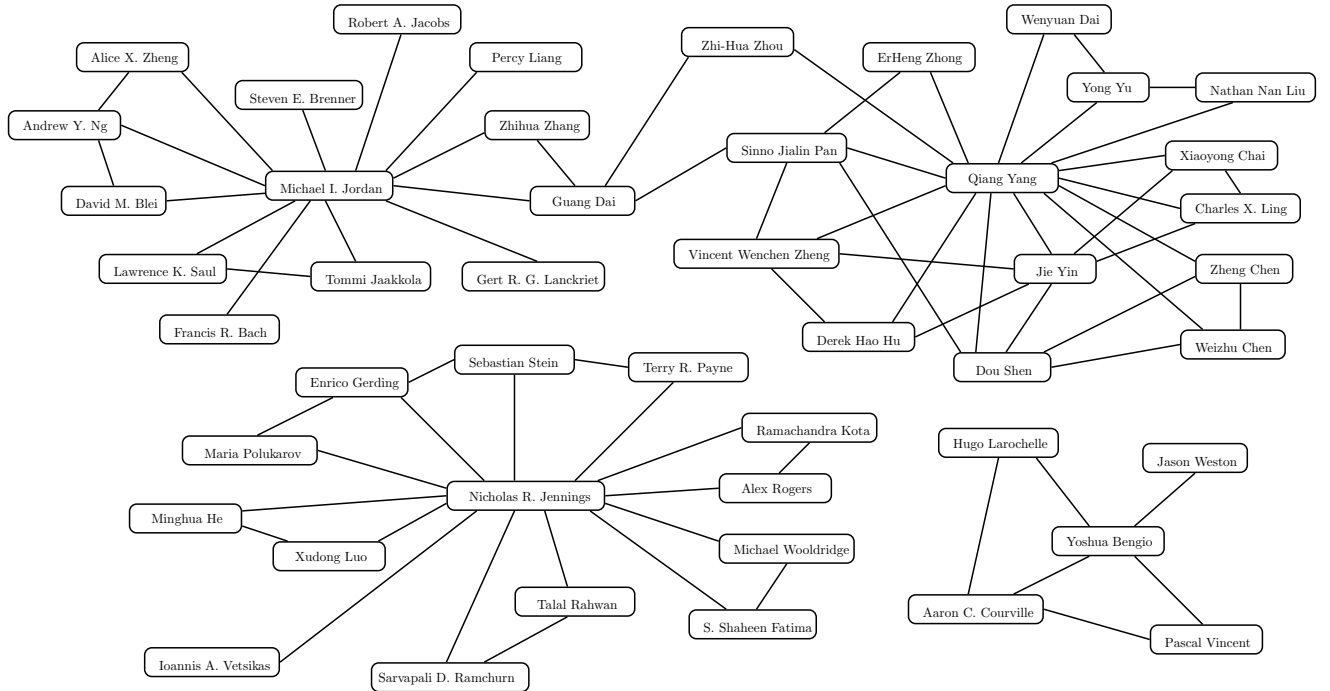 Robert A. Jacobs
Wenyuan Dai
Alice X. Zheng
Percy Liang
Zhi-Hua Zhou
ErHeng Zhong
Steven E. Brenner
Yong Yu
Nathan Nan Liu
Andrew Y. Ng
Zhihua Zhang
Sinno Jialin Pan
Xiaoyong Chai
Michael I. Jordan
Qiang Yang
David M. Blei
Guang Dai
Charles X. Ling
Vincent Wenchen Zheng
Lawrence K. Saul
Tommi Jaakkola
Gert R. G. Lanckriet
Jie Yin
Zheng Chen
Francis R. Bach
Derek Hao Hu
Weizhu Chen
Sebastian Stein
Terry R. Payne
Dou Shen
Enrico Gerding
Ramachandra Kota
Hugo Larochelle
Maria Polukarov
Jason Weston
Alex Rogers
Nicholas R. Jennings
Minghua He
Yoshua Bengio
Xudong Luo
Michael Wooldridge
Talal Rahwan
Aaron C. Courville
S. Shaheen Fatima
Pascal Vincent
Ioannis A. Vetsikas
Sarvapali D. Ramchurn